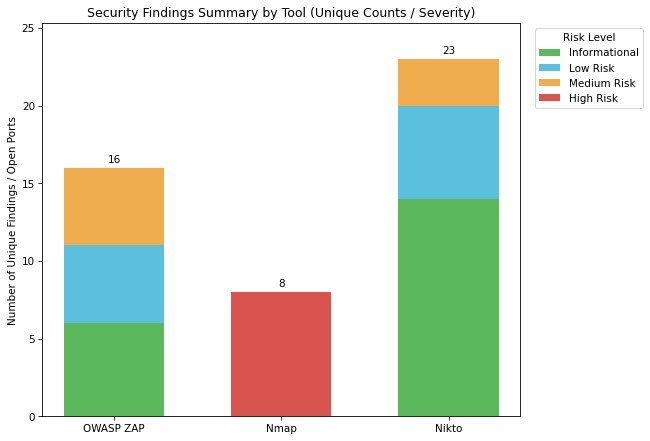 Security Findings Summary by Tool (Unique Counts / Severity)
Number of Unique Findings / Open Ports
25
20
15
10
5
0
16
8
23
OWASP ZAP
Nmap
Nikto
Risk Level
Informational
Low Risk
Medium Risk
High Risk